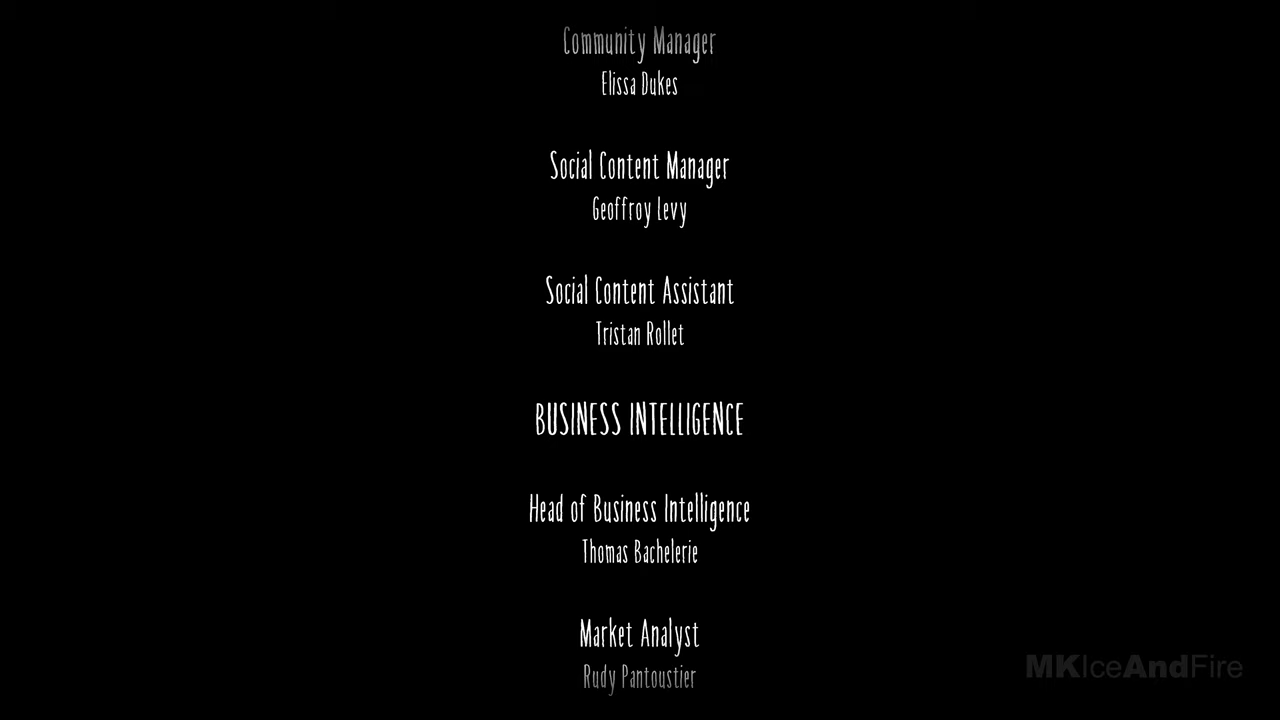 Community Manager
Elissa Dukes
Social Content Manager
Geoffroy Levy
Social Content Assistant
Tristan Rollet
BUSINESS INTELLIGENCE
Head of Business Intelligence
Thomas Bachelerie
Market Analyst
Rudy Pantoustier
MKIceAndFire